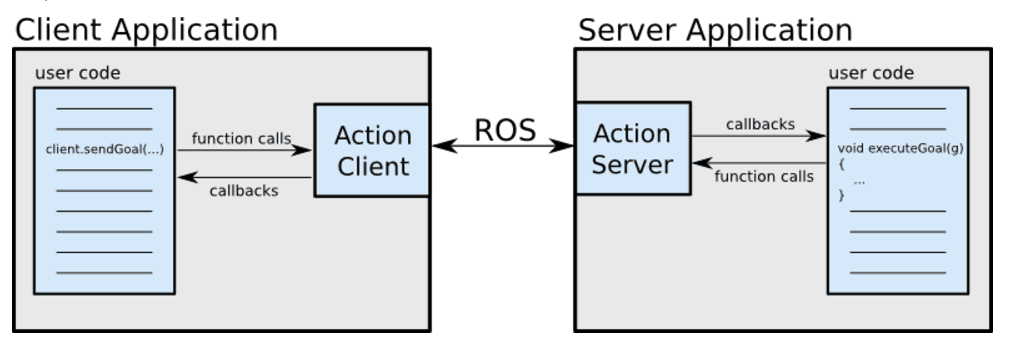 Client Application
user code
client.sendGoal(...)
function calls
callbacks
Action
Client
ROS
Server Application
Action
Server
callbacks
function calls
user code
void executeGoal(g)
{
...
}